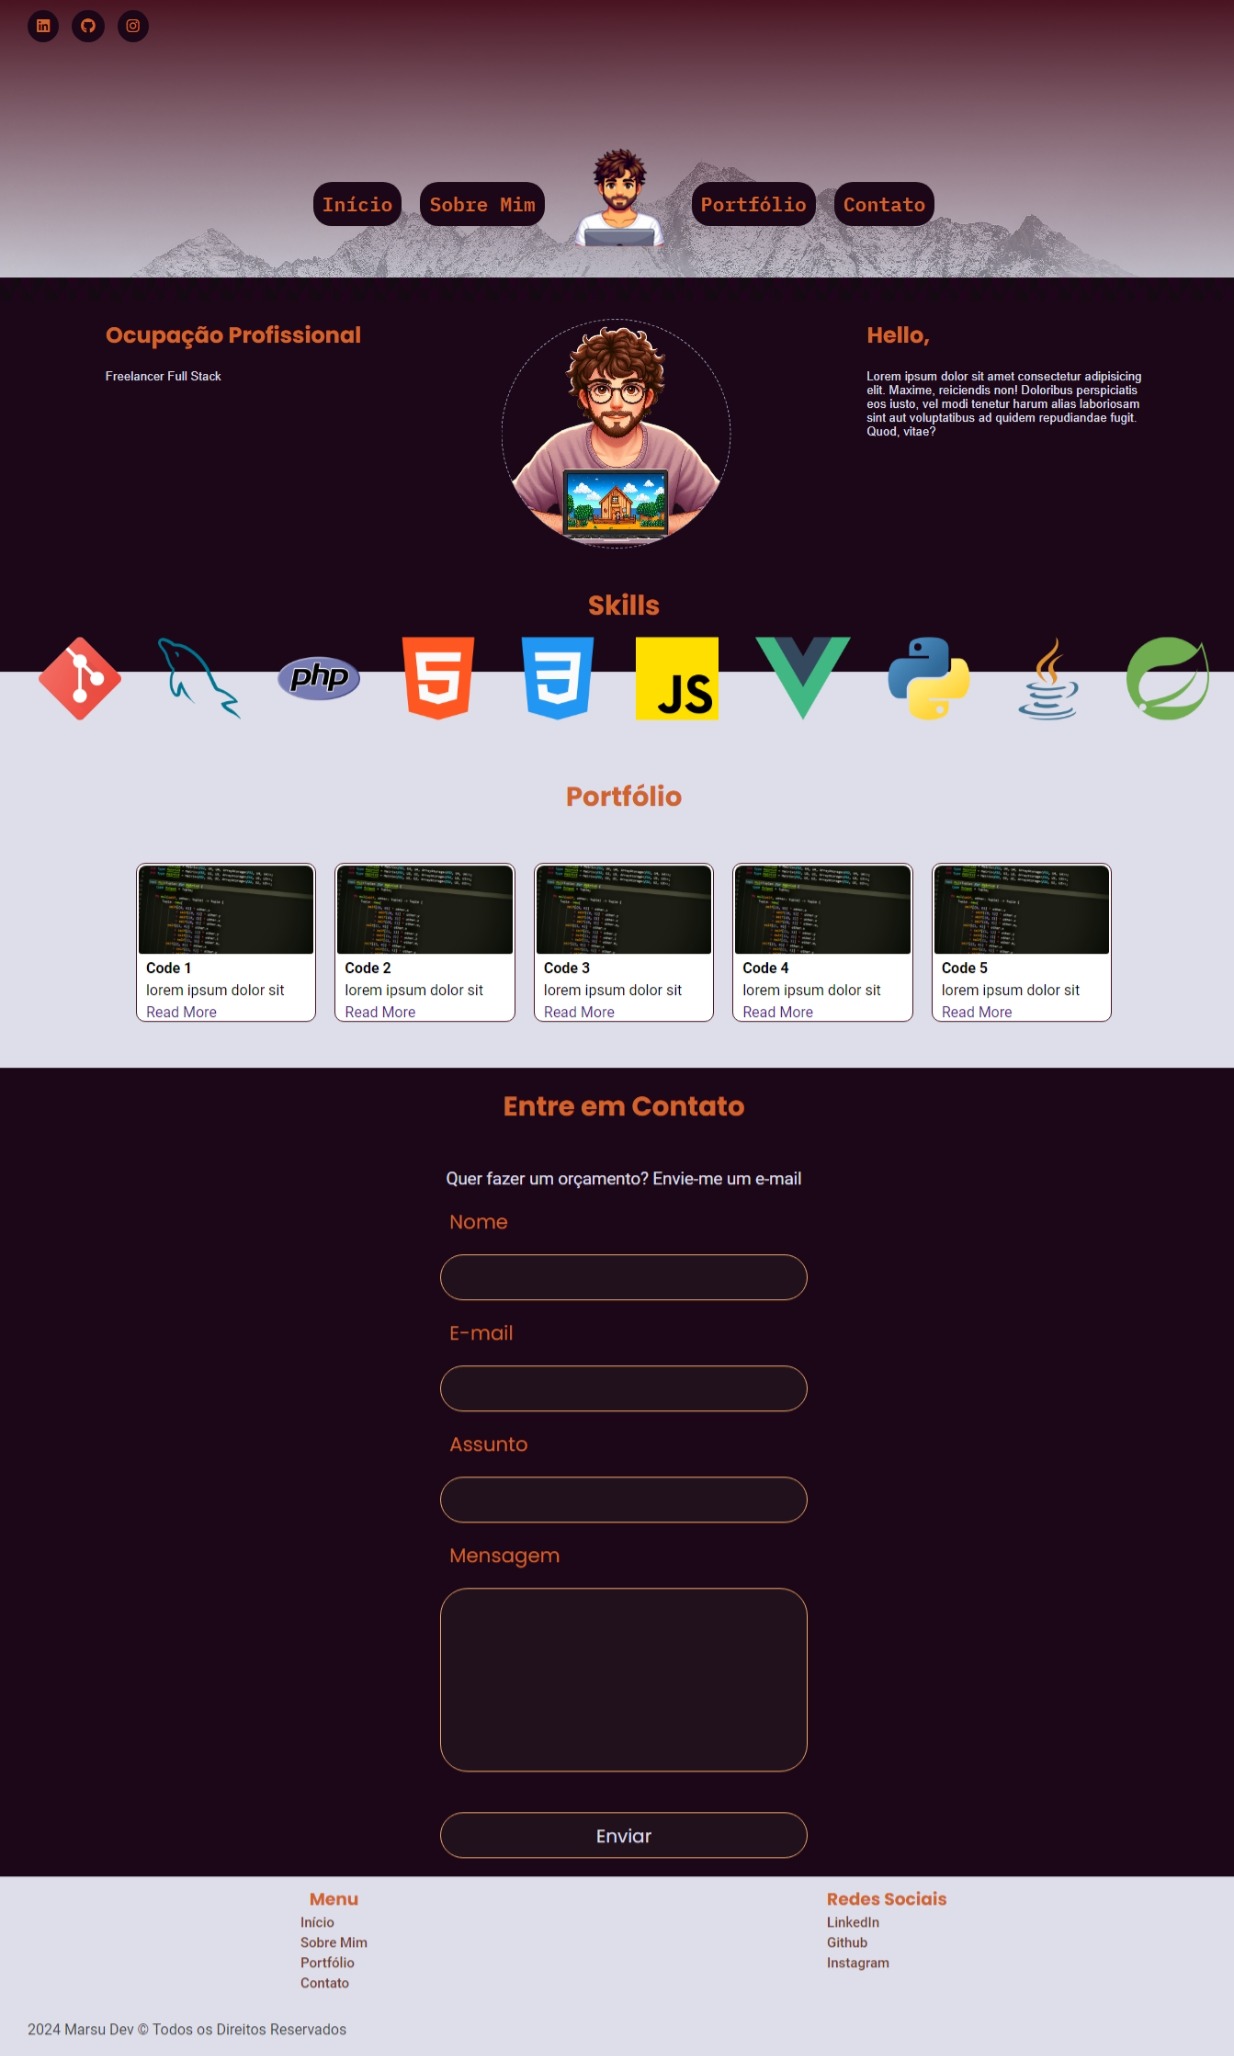 Início
Sobre Mim
Portfólio
Contato
Ocupação Profissional
Freelancer Full Stack
Hello,
Lorem ipsum dolor sit amet consectetur adipisicing
elit. Maxime, reiciendis non! Doloribus perspiciatis
eos iusto, vel modi tenetur harum alias laboriosam
sint aut voluptatibus ad quidem repudiandae fugit.
Quod, vitae?
Skills
php
JS
Portfólio
Code 1
lorem ipsum dolor sit
Read More
Code 2
lorem ipsum dolor sit
Read More
Code 3
lorem ipsum dolor sit
Read More
Code 4
lorem ipsum dolor sit
Read More
Code 5
lorem ipsum dolor sit
Read More
Entre em Contato
Quer fazer um orçamento? Envie-me um e-mail
Nome
E-mail
Assunto
Mensagem
Enviar
Menu
Início
Sobre Mim
Portfólio
Contato
Redes Sociais
LinkedIn
Github
Instagram
2024 Marsu Dev © Todos os Direitos Reservados